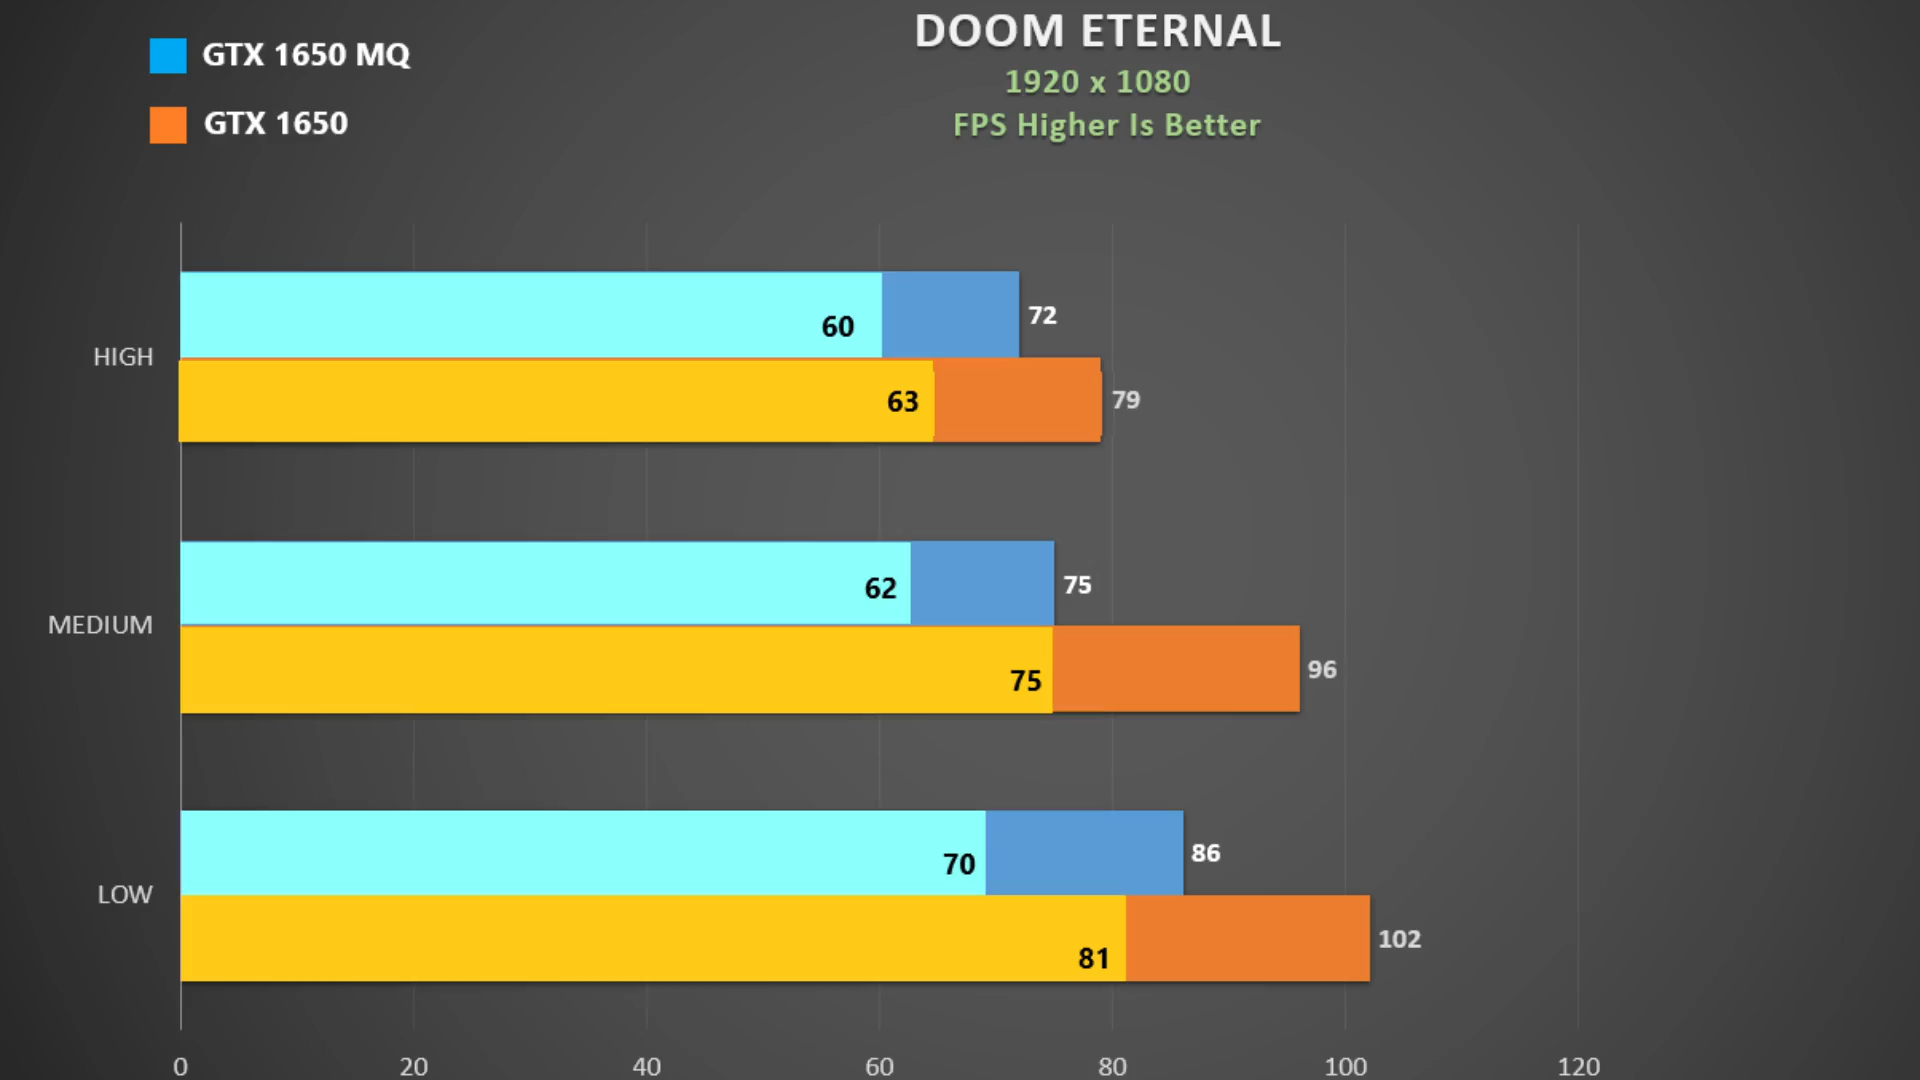 DOOM ETERNAL
1920 x 1080
FPS Higher Is Better
GTX 1650 MQ
GTX 1650
HIGH
60
72
63
79
MEDIUM
62
75
75
96
LOW
70
86
81
102
0 20 40 60 80 100 120